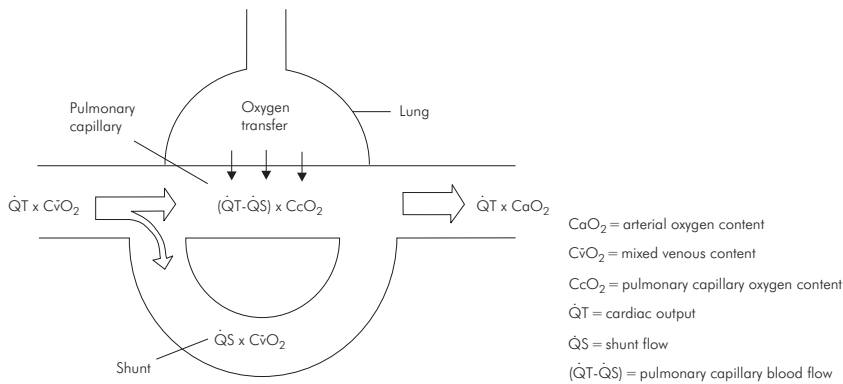 Pulmonary
capillary
Oxygen
transfer
Lung
Q̇T x Cv̄O₂
(Q̇T-Q̇S) x CcO₂
Q̇T x CaO₂
Q̇S x Cv̄O₂
Shunt
CaO₂ = arterial oxygen content
Cv̄O₂ = mixed venous content
CcO₂ = pulmonary capillary oxygen content
Q̇T = cardiac output
Q̇S = shunt flow
(Q̇T-Q̇S) = pulmonary capillary blood flow